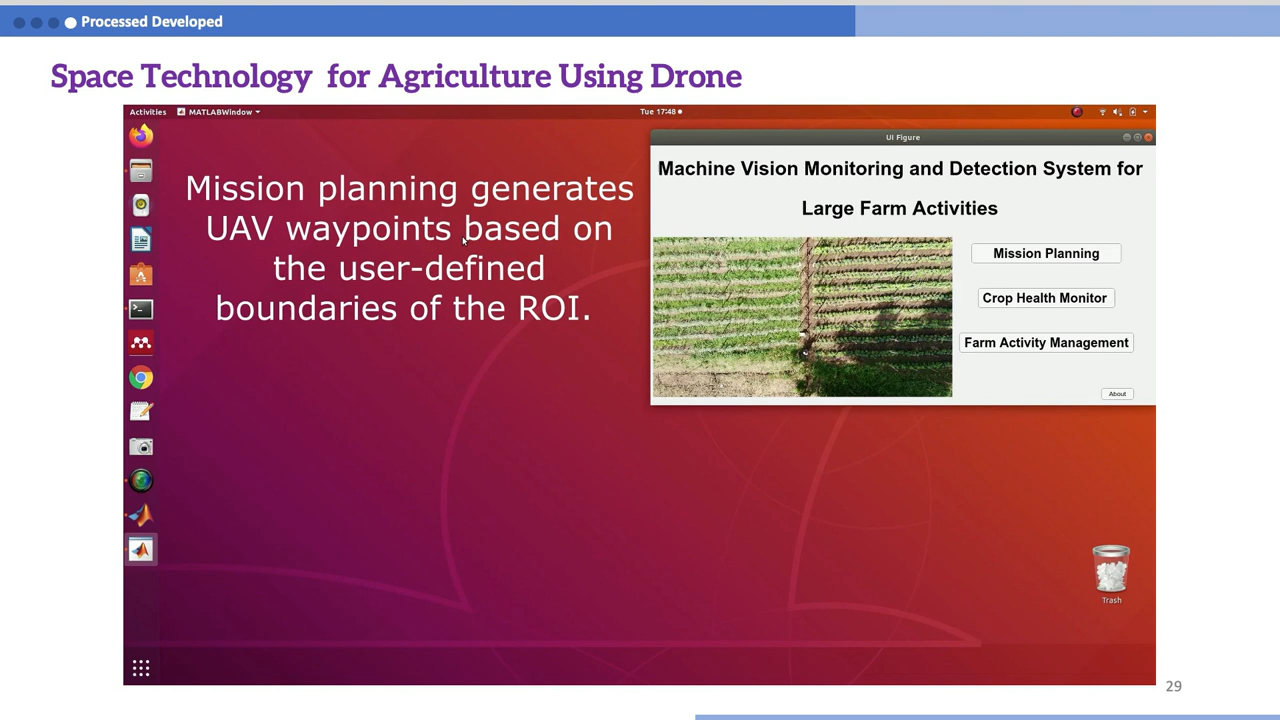 Processed Developed
Space Technology for Agriculture Using Drone
Activities MATLABWindow Tue 17:48
UI Figure
Mission planning generates
UAV waypoints based on
the user-defined
boundaries of the ROI.
Machine Vision Monitoring and Detection System for
Large Farm Activities
Mission Planning
Crop Health Monitor
Farm Activity Management
About
Trash
29